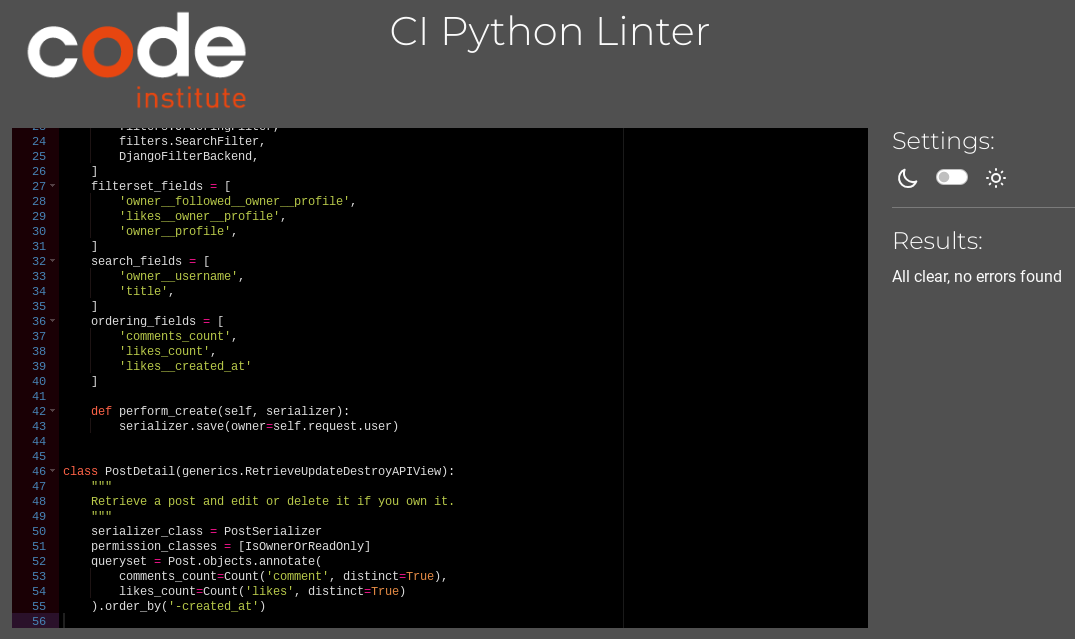 code
institute
CI Python Linter
23 filters.OrderingFilter,
24 filters.SearchFilter,
25 DjangoFilterBackend,
26 ]
27 filterset_fields = [
28 'owner__followed__owner__profile',
29 'likes__owner__profile',
30 'owner__profile',
31 ]
32 search_fields = [
33 'owner__username',
34 'title',
35 ]
36 ordering_fields = [
37 'comments_count',
38 'likes_count',
39 'likes__created_at'
40 ]
41
42 def perform_create(self, serializer):
43 serializer.save(owner=self.request.user)
44
45
46 class PostDetail(generics.RetrieveUpdateDestroyAPIView):
47 """
48 Retrieve a post and edit or delete it if you own it.
49 """
50 serializer_class = PostSerializer
51 permission_classes = [IsOwnerOrReadOnly]
52 queryset = Post.objects.annotate(
53 comments_count=Count('comment', distinct=True),
54 likes_count=Count('likes', distinct=True)
55 ).order_by('-created_at')
56
Settings:
Results:
All clear, no errors found